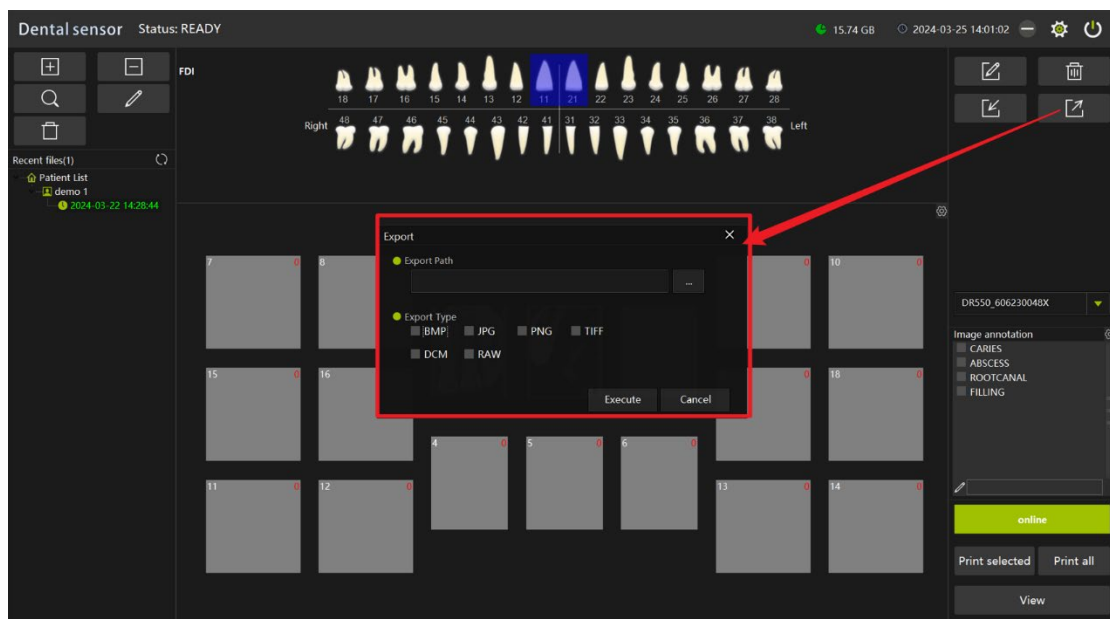 Dental sensor Status: READY 15.74 GB 2024-03-25 14:01:02
FDI
18 17 16 15 14 13 12 11 21 22 23 24 25 26 27 28
Right 48 47 46 45 44 43 42 41 31 32 33 34 35 36 37 38 Left
Recent files(1)
Patient List
demo 1
2024-03-22 14:28:44
Export
Export Path
...
Export Type
BMP JPG PNG TIFF
DCM RAW
Execute Cancel
7 0 8 0 10 0
15 0 16 0 18 0
4 0 5 0 6 0
11 0 12 0 13 0 14 0
DR550_606230048X
Image annotation
CARIES
ABSCESS
ROOTCANAL
FILLING
online
Print selected Print all
View